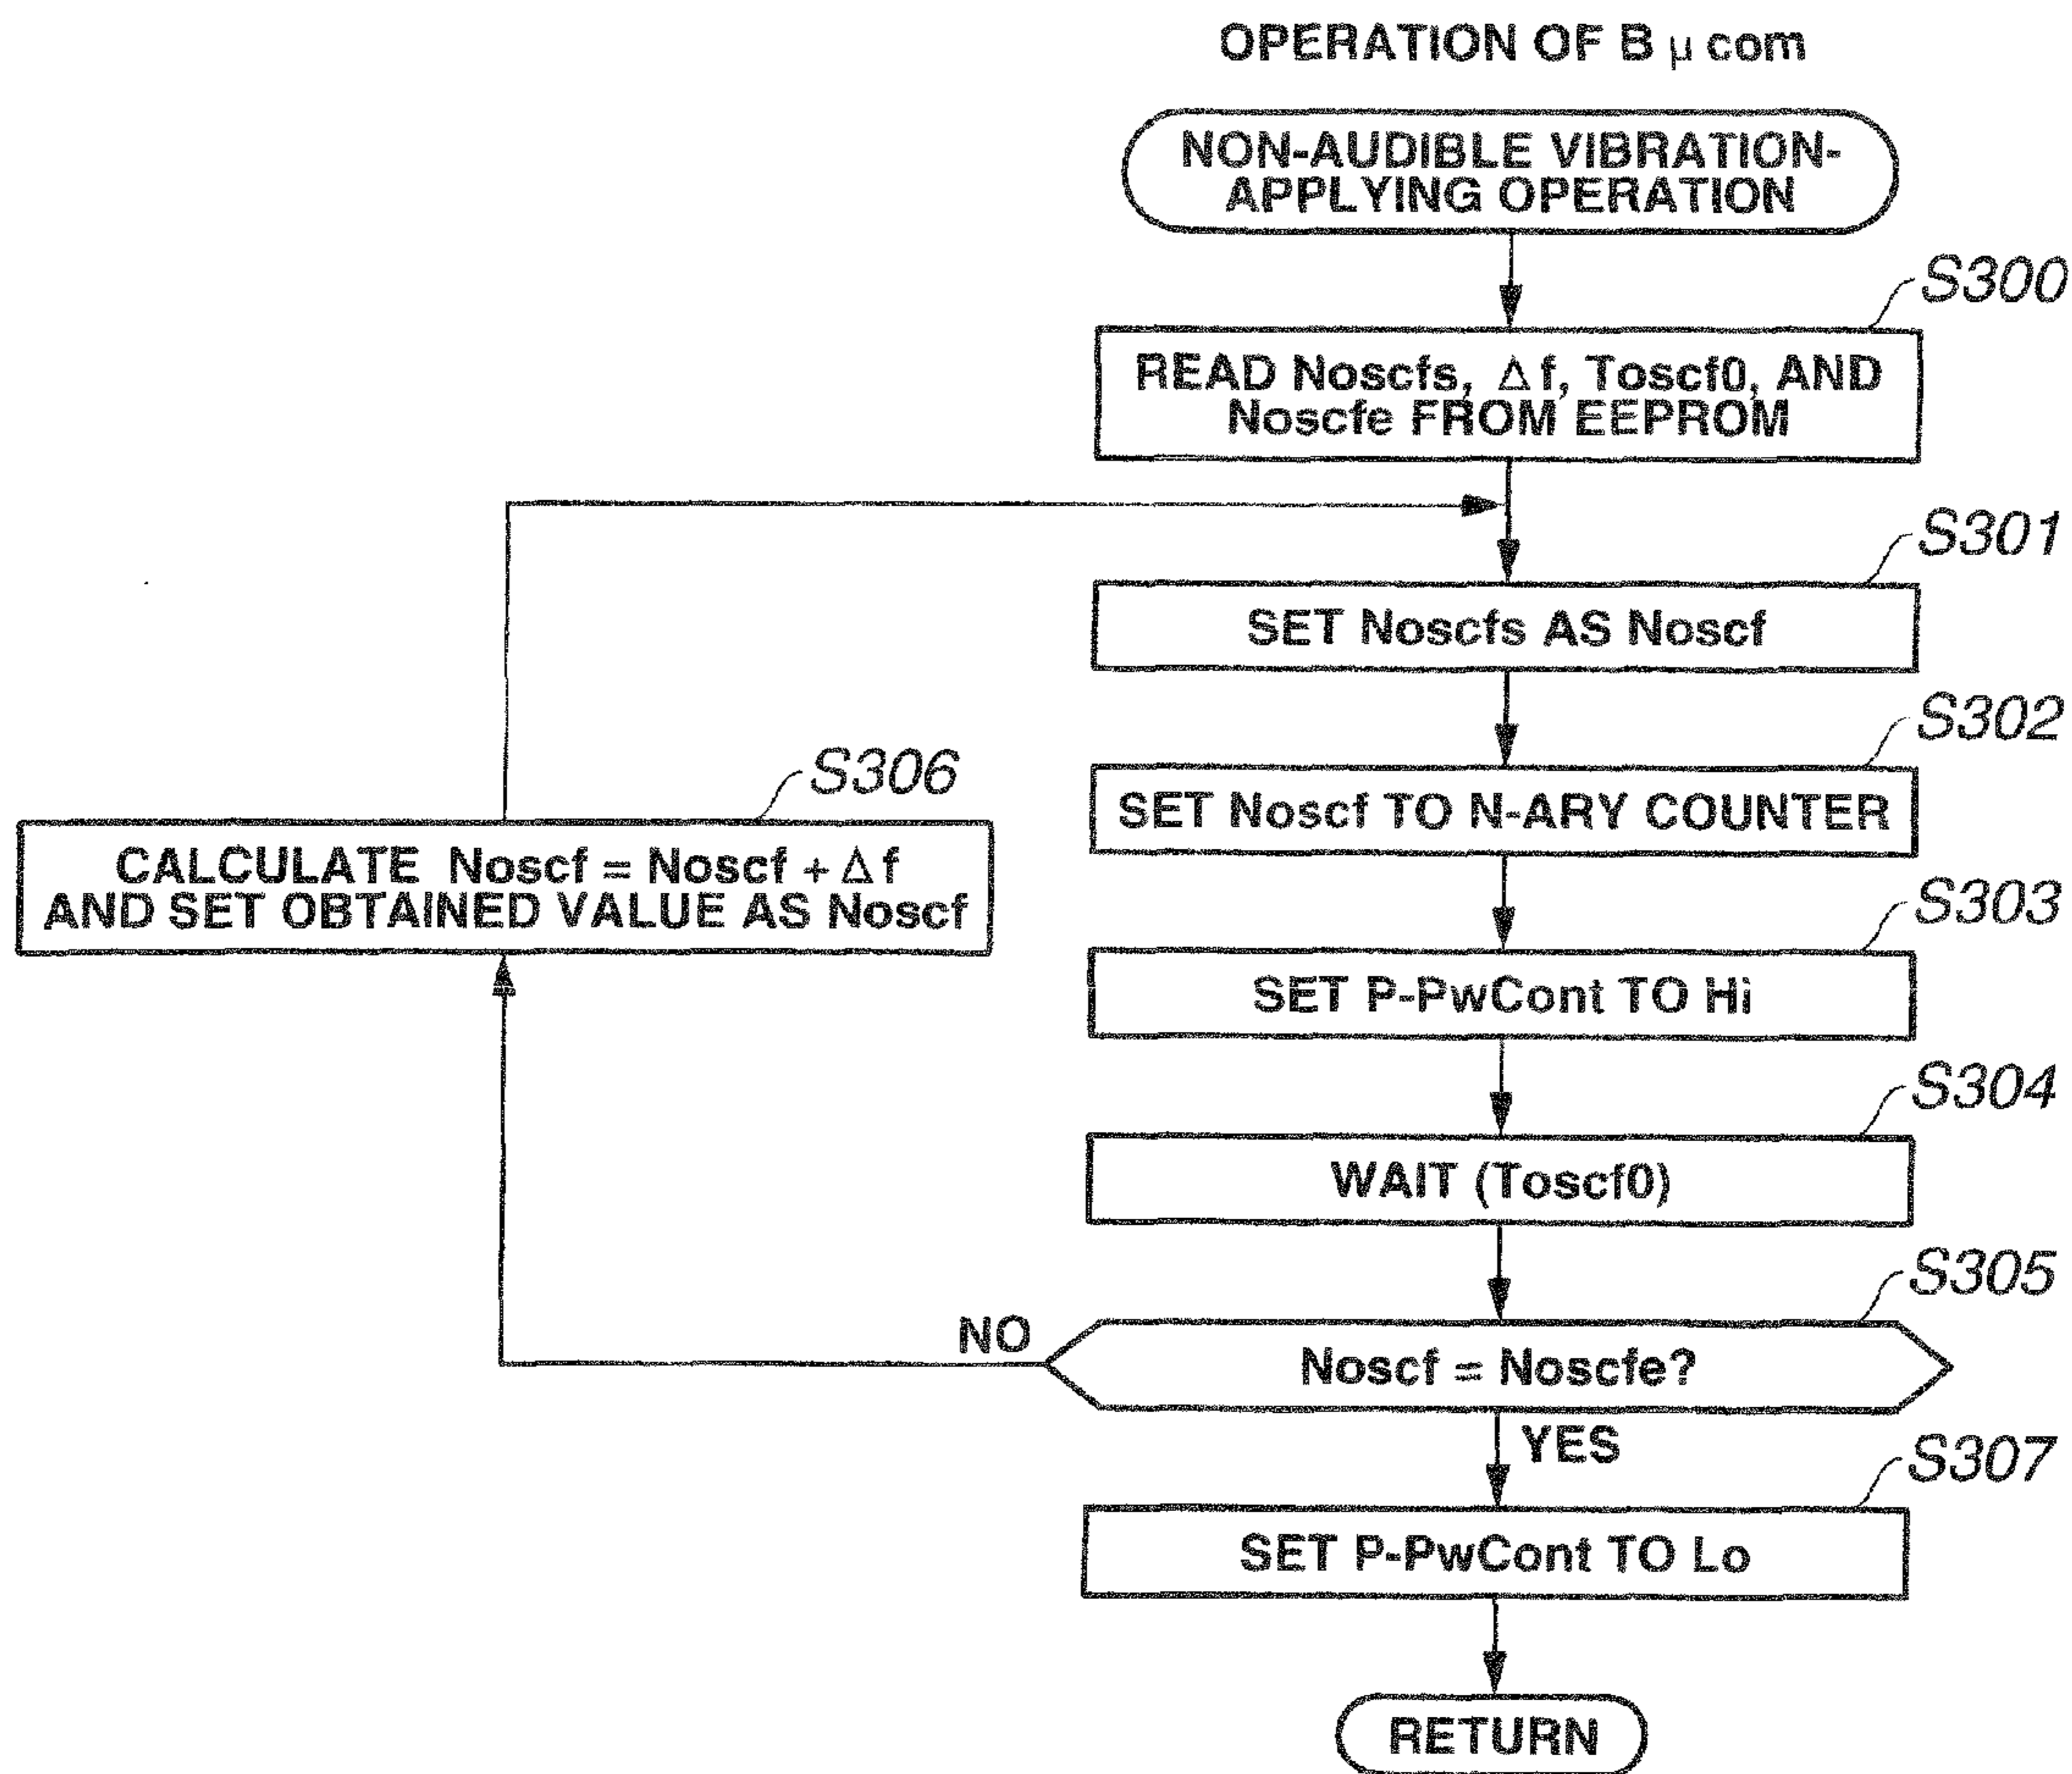 OPERATION OF B μ com
NON-AUDIBLE VIBRATION-
APPLYING OPERATION
S300
READ Noscfs, Δf, Toscf0, AND
Noscfe FROM EEPROM
S301
SET Noscfs AS Noscf
S302
SET Noscf TO N-ARY COUNTER
S306
CALCULATE Noscf = Noscf + Δf
AND SET OBTAINED VALUE AS Noscf
S303
SET P-PwCont TO Hi
S304
WAIT (Toscf0)
S305
NO
Noscf = Noscfe?
YES
S307
SET P-PwCont TO Lo
RETURN